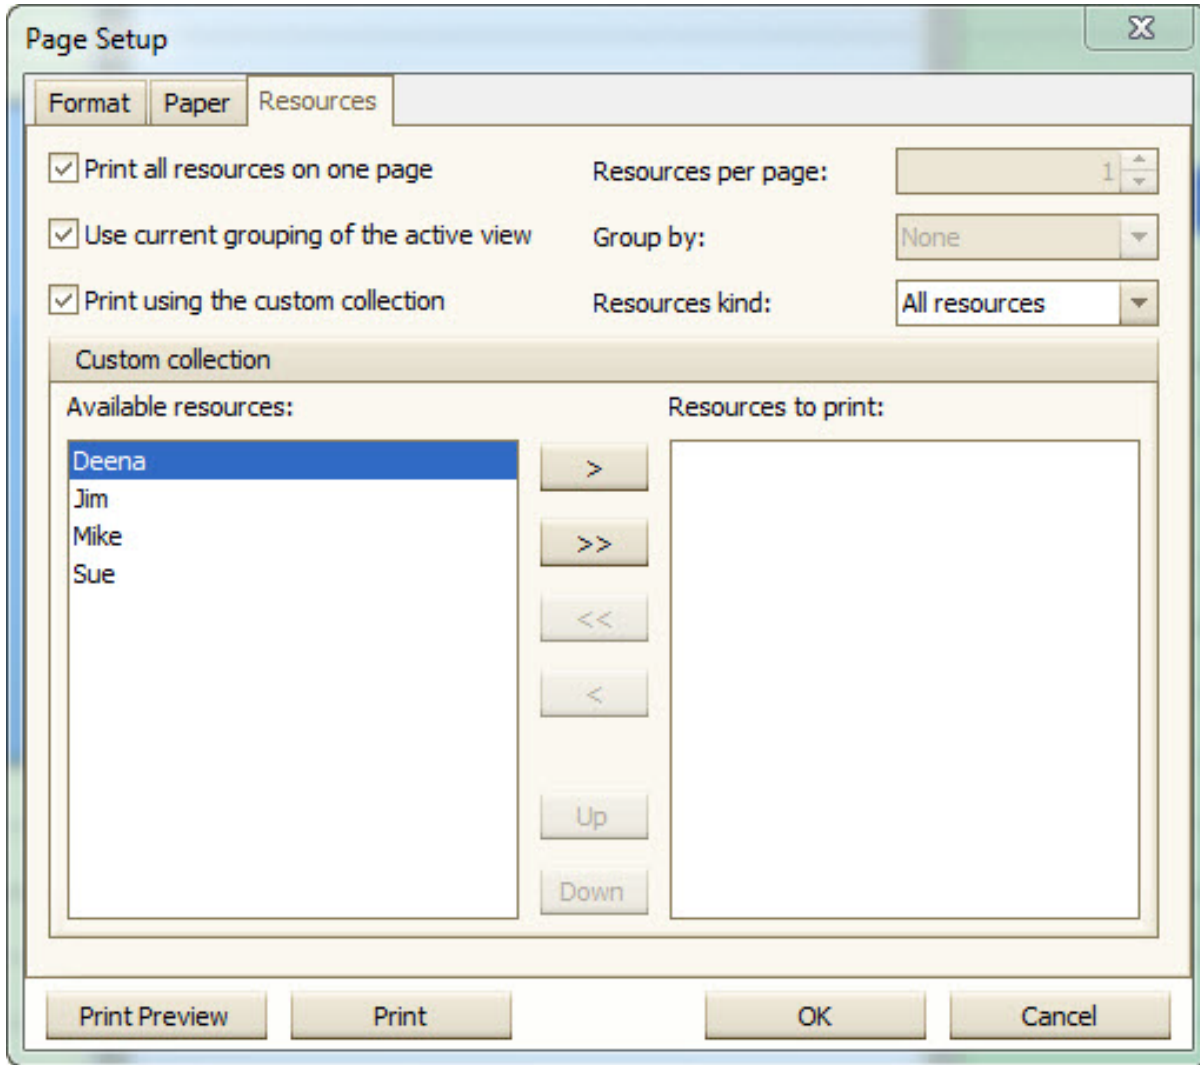 Page Setup
Format Paper Resources
Print all resources on one page Resources per page: 1
Use current grouping of the active view Group by: None
Print using the custom collection Resources kind: All resources
Custom collection
Available resources: Resources to print:
Deena >
Jim
Mike >>
Sue
<<
<
Up
Down
Print Preview Print OK Cancel